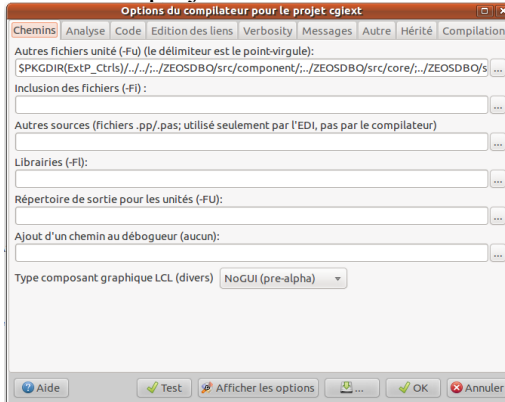 Options du compilateur pour le projet cgiext
Chemins Analyse Code Edition des liens Verbosity Messages Autre Hérité Compilation
Autres fichiers unité (-Fu) (le délimiteur est le point-virgule):
$PKGDIR(ExtP_Ctrls)/../../;../ZEOSDBO/src/component/;../ZEOSDBO/src/core/;../ZEOSDBO/s ...
Inclusion des fichiers (-Fi) :
...
Autres sources (fichiers .pp/.pas; utilisé seulement par l'EDI, pas par le compilateur)
...
Librairies (-Fl):
...
Répertoire de sortie pour les unités (-FU):
...
Ajout d'un chemin au débogueur (aucun):
...
Type composant graphique LCL (divers) NoGUI (pre-alpha)
Aide Test Afficher les options ... OK Annuler